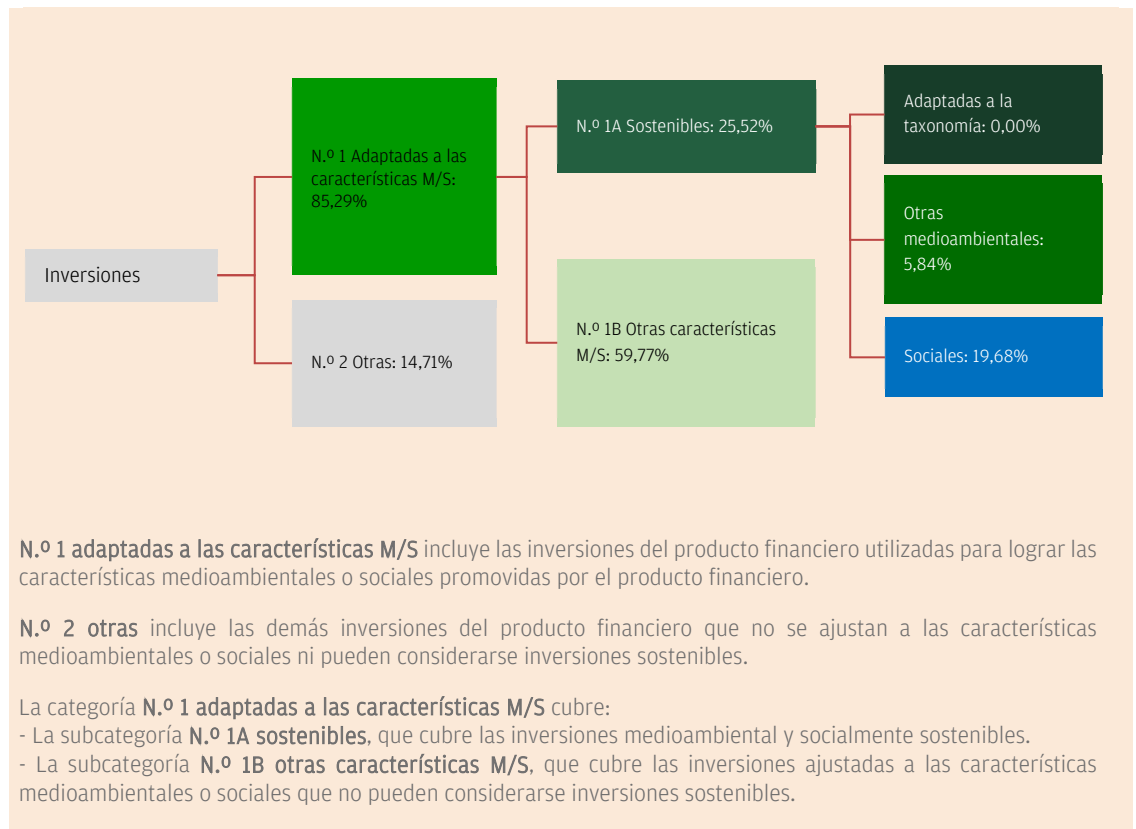 Inversiones
N.º 1 Adaptadas a las
características M/S:
85,29%
N.º 2 Otras: 14,71%
N.º 1A Sostenibles: 25,52%
N.º 1B Otras características
M/S: 59,77%
Adaptadas a la
taxonomía: 0,00%
Otras
medioambientales:
5,84%
Sociales: 19,68%
N.º 1 adaptadas a las características M/S incluye las inversiones del producto financiero utilizadas para lograr las
características medioambientales o sociales promovidas por el producto financiero.
N.º 2 otras incluye las demás inversiones del producto financiero que no se ajustan a las características
medioambientales o sociales ni pueden considerarse inversiones sostenibles.
La categoría N.º 1 adaptadas a las características M/S cubre:
- La subcategoría N.º 1A sostenibles, que cubre las inversiones medioambiental y socialmente sostenibles.
- La subcategoría N.º 1B otras características M/S, que cubre las inversiones ajustadas a las características
medioambientales o sociales que no pueden considerarse inversiones sostenibles.